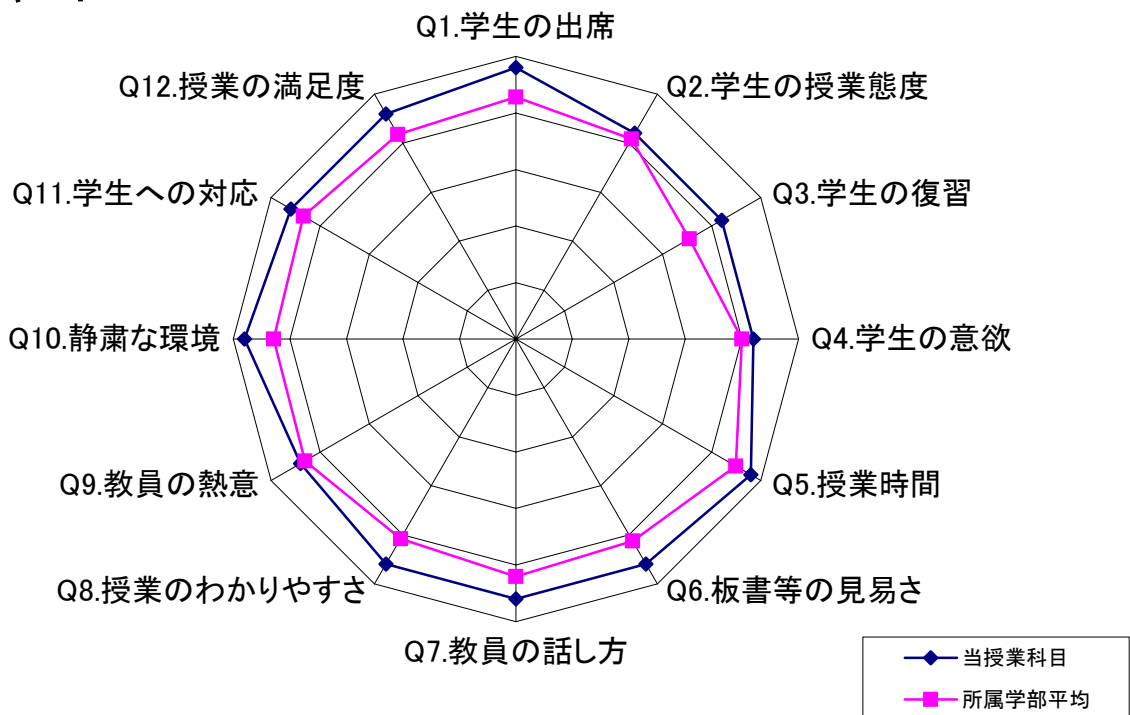 Q1.学生の出席
Q2.学生の授業態度
Q3.学生の復習
Q4.学生の意欲
Q5.授業時間
Q6.板書等の見易さ
Q7.教員の話し方
Q8.授業のわかりやすさ
Q9.教員の熱意
Q10.静粛な環境
Q11.学生への対応
Q12.授業の満足度
当授業科目
所属学部平均